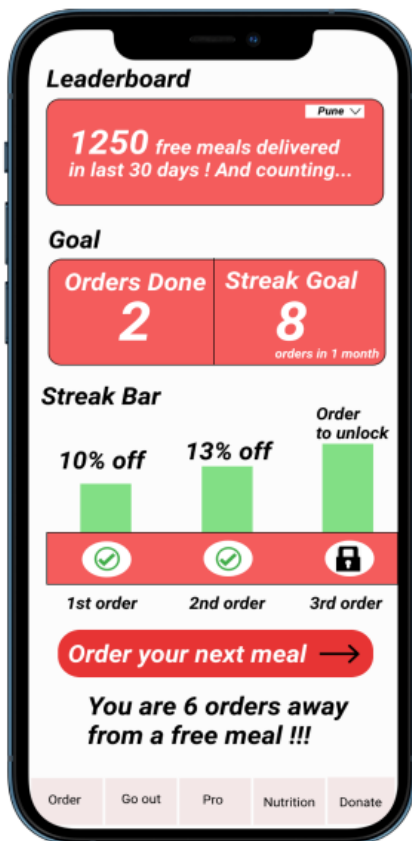 Leaderboard
Pune
1250 free meals delivered
in last 30 days ! And counting...
Goal
Orders Done
2
Streak Goal
8
orders in 1 month
Streak Bar
10% off
13% off
Order
to unlock
1st order
2nd order
3rd order
Order your next meal
You are 6 orders away
from a free meal !!!
Order
Go out
Pro
Nutrition
Donate